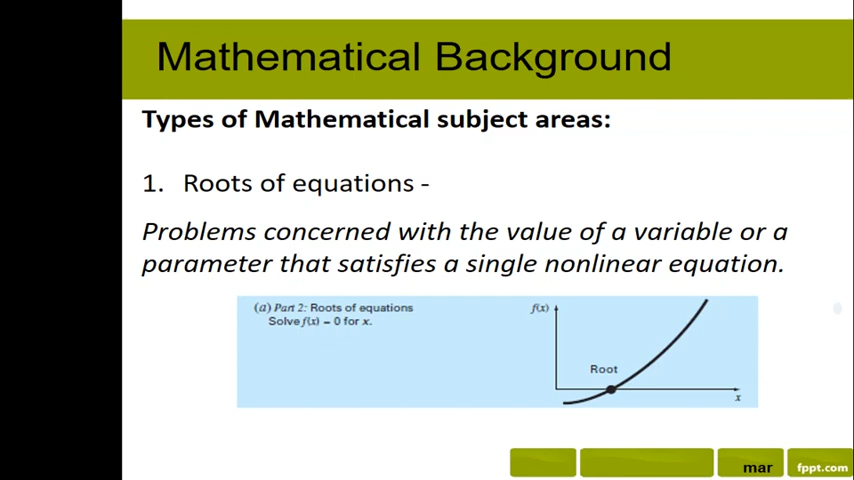 Mathematical Background
Types of Mathematical subject areas:
1. Roots of equations -
Problems concerned with the value of a variable or a
parameter that satisfies a single nonlinear equation.
(a) Part 2: Roots of equations
Solve f(x) = 0 for x.
f(x)
Root
x
mar
fppt.com